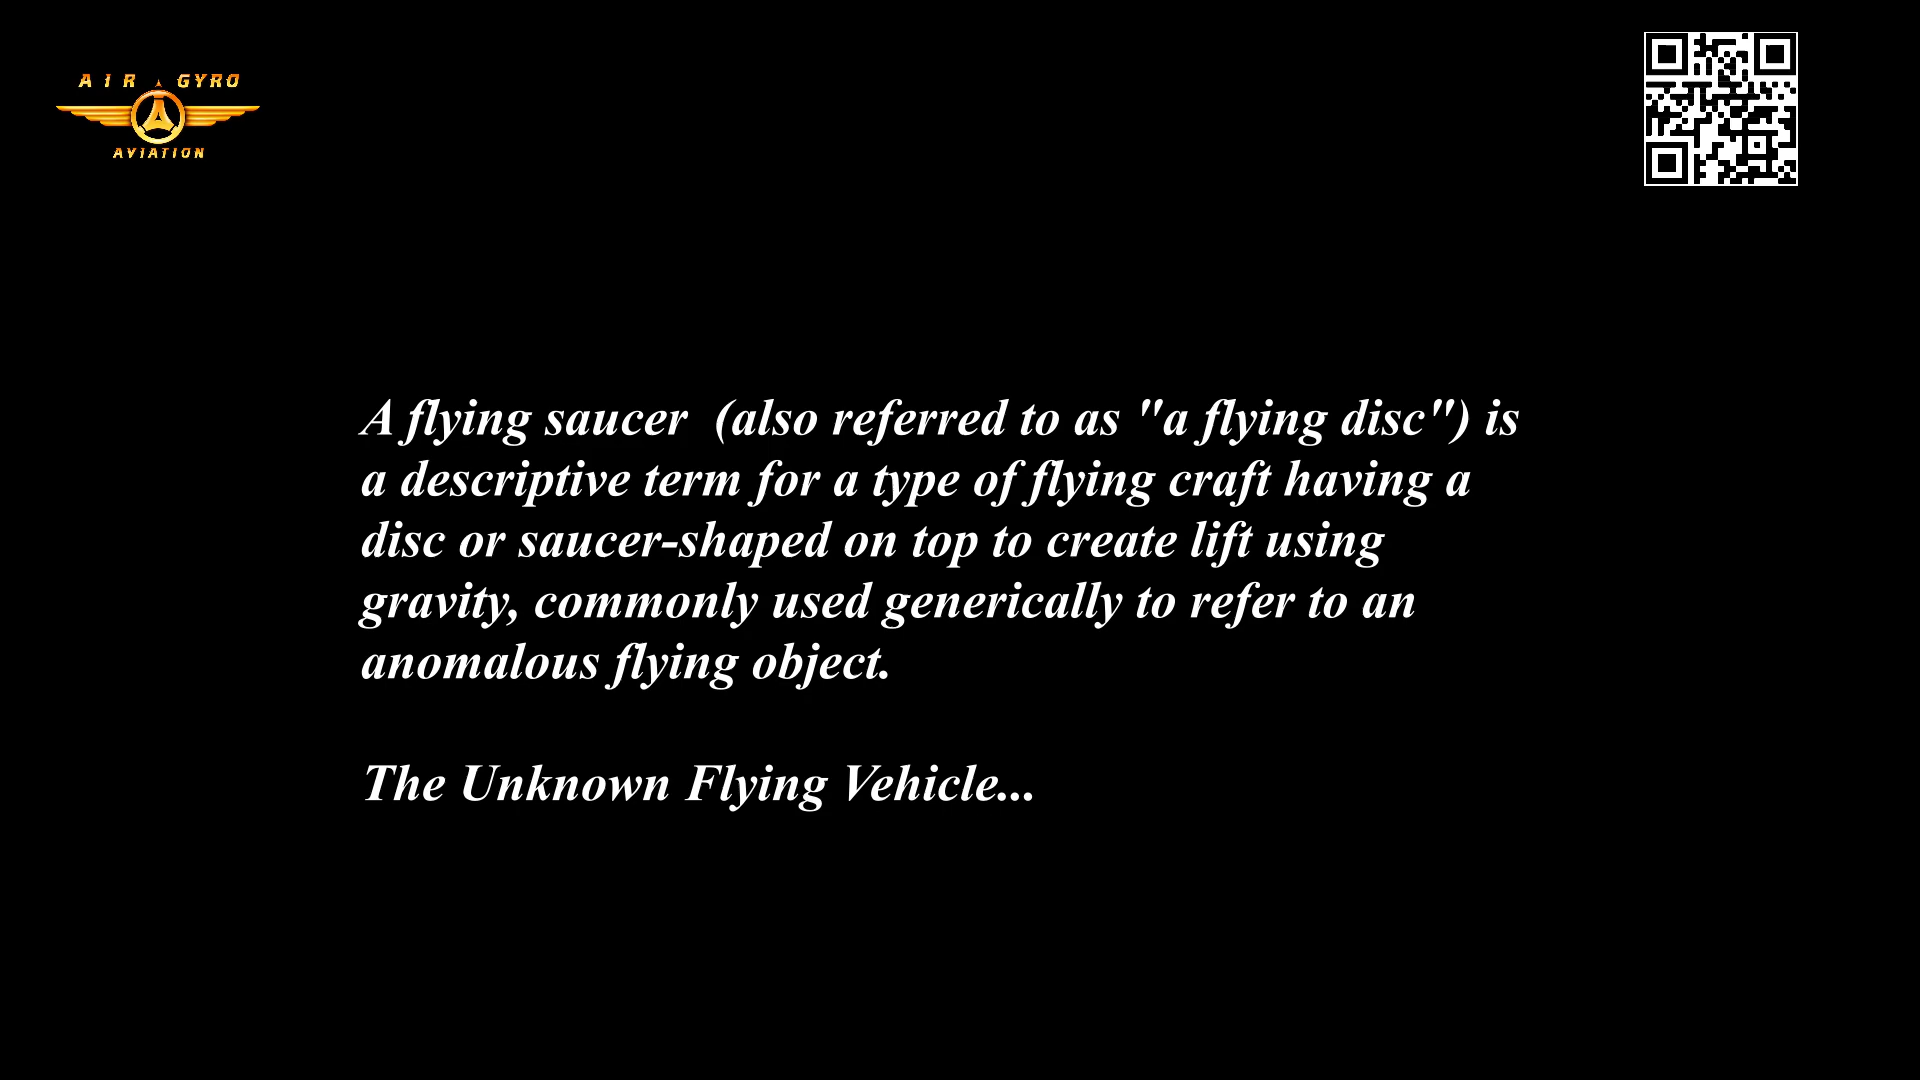 AIR GYRO
AVIATION
A flying saucer  (also referred to as "a flying disc") is
a descriptive term for a type of flying craft having a
disc or saucer-shaped on top to create lift using
gravity, commonly used generically to refer to an
anomalous flying object.
The Unknown Flying Vehicle...